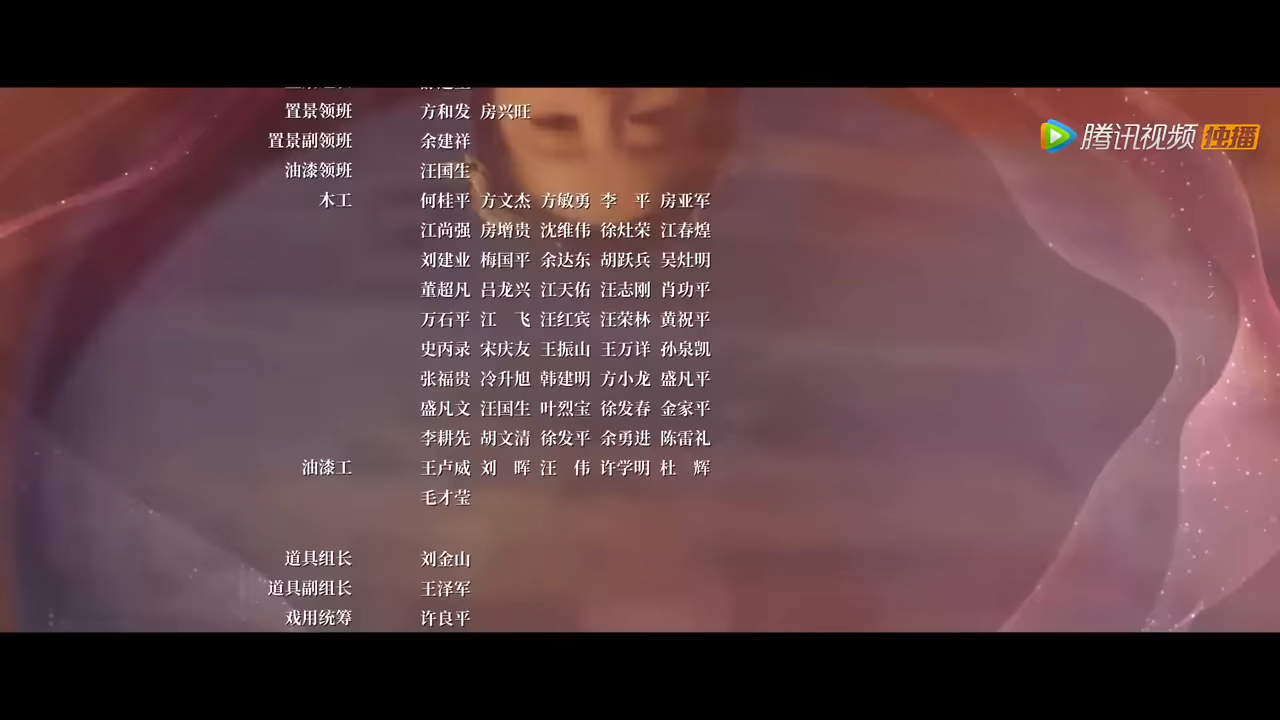 置景领班 方和发 房兴旺
腾讯视频 独播
置景副领班 余建祥
油漆领班 汪国生
木工 何桂平 方文杰 方敏勇 李 平 房亚军
江尚强 房增贵 沈维伟 徐灶荣 江春煌
刘建业 梅国平 余达东 胡跃兵 吴灶明
董超凡 吕龙兴 江天佑 汪志刚 肖功平
万石平 江 飞 汪红宾 汪荣林 黄祝平
史丙录 宋庆友 王振山 王万详 孙泉凯
张福贵 冷升旭 韩建明 方小龙 盛凡平
盛凡文 汪国生 叶烈宝 徐发春 金家平
李耕先 胡文清 徐发平 余勇进 陈雷礼
油漆工 王卢威 刘 晖 汪 伟 许学明 杜 辉
毛才莹
道具组长 刘金山
道具副组长 王泽军
戏用统筹 许良平